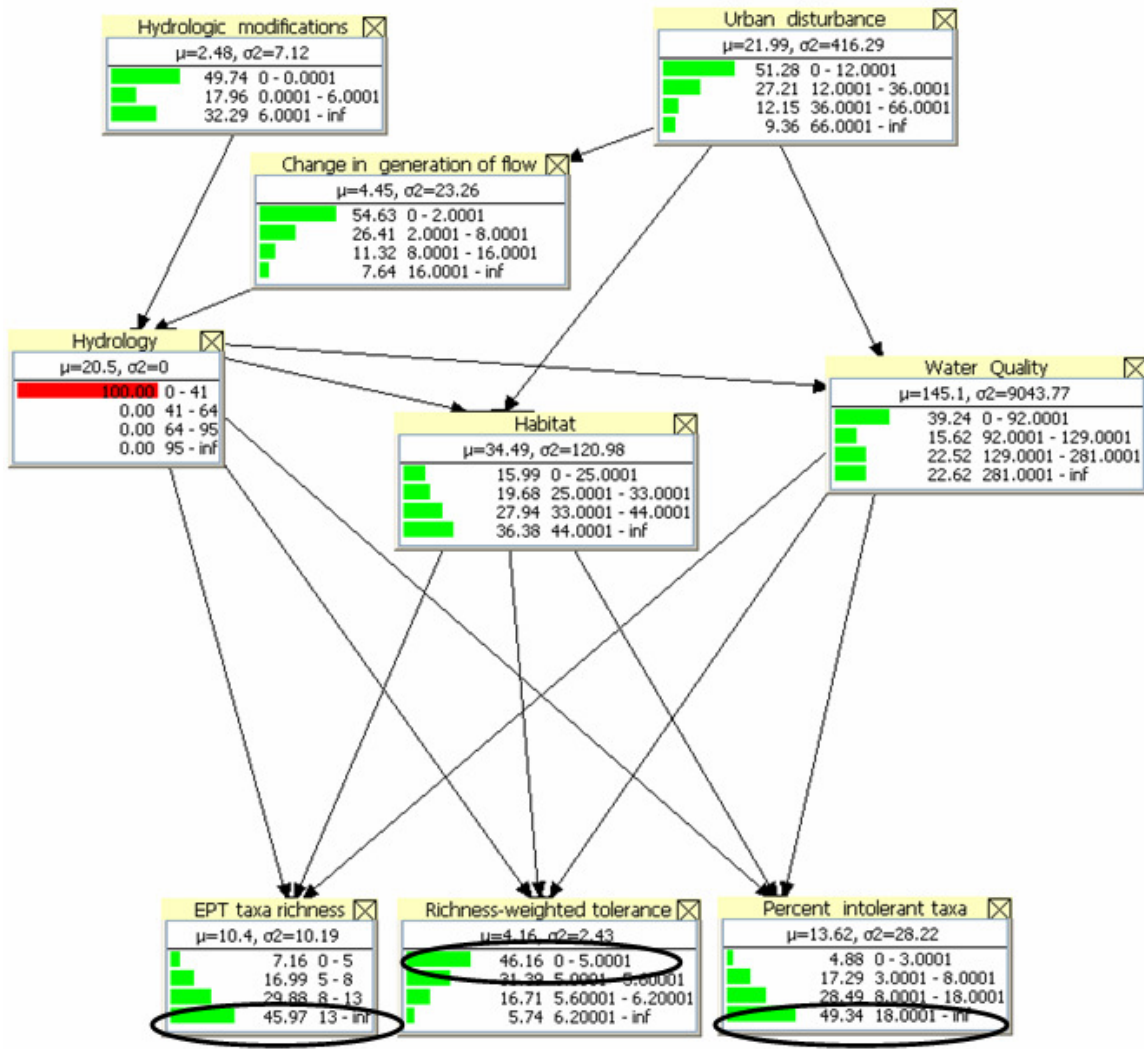 Hydrologic modifications
μ=2.48, σ2=7.12
49.74 0 - 0.0001
17.96 0.0001 - 6.0001
32.29 6.0001 - inf
Urban disturbance
μ=21.99, σ2=416.29
51.28 0 - 12.0001
27.21 12.0001 - 36.0001
12.15 36.0001 - 66.0001
9.36 66.0001 - inf
Change in generation of flow
μ=4.45, σ2=23.26
54.63 0 - 2.0001
26.41 2.0001 - 8.0001
11.32 8.0001 - 16.0001
7.64 16.0001 - inf
Hydrology
μ=20.5, σ2=0
100.00 0 - 41
0.00 41 - 64
0.00 64 - 95
0.00 95 - inf
Water Quality
μ=145.1, σ2=9043.77
39.24 0 - 92.0001
15.62 92.0001 - 129.0001
22.52 129.0001 - 281.0001
22.62 281.0001 - inf
Habitat
μ=34.49, σ2=120.98
15.99 0 - 25.0001
19.68 25.0001 - 33.0001
27.94 33.0001 - 44.0001
36.38 44.0001 - inf
EPT taxa richness
μ=10.4, σ2=10.19
7.16 0 - 5
16.99 5 - 8
29.88 8 - 13
45.97 13 - inf
Richness-weighted tolerance
μ=4.16, σ2=2.43
46.16 0 - 5.0001
31.39 5.0001 - 5.60001
16.71 5.60001 - 6.20001
5.74 6.20001 - inf
Percent intolerant taxa
μ=13.62, σ2=28.22
4.88 0 - 3.0001
17.29 3.0001 - 8.0001
28.49 8.0001 - 18.0001
49.34 18.0001 - inf